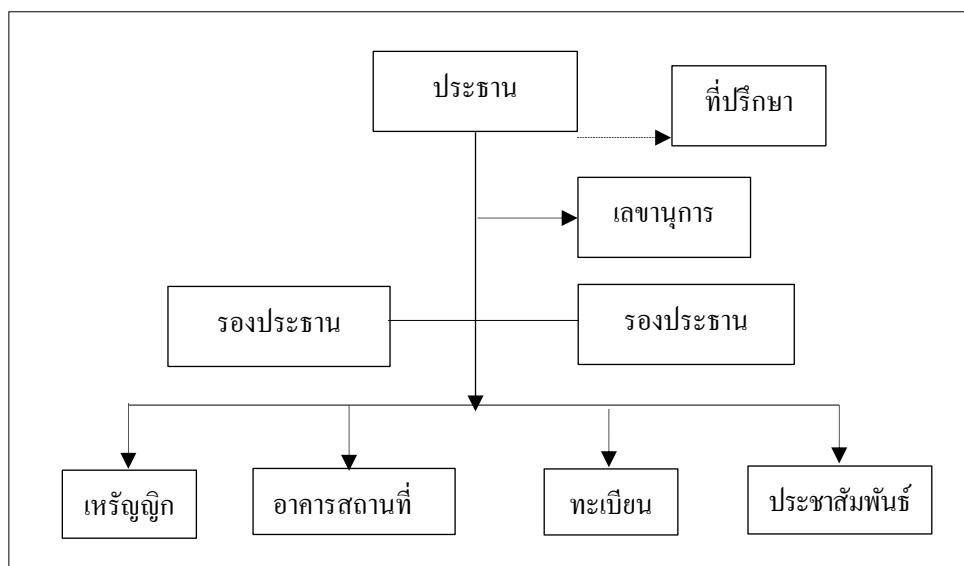 ประธาน
ที่ปรึกษา
เลขานุการ
รองประธาน
รองประธาน
เหรัญญิก
อาคารสถานที่
ทะเบียน
ประชาสัมพันธ์